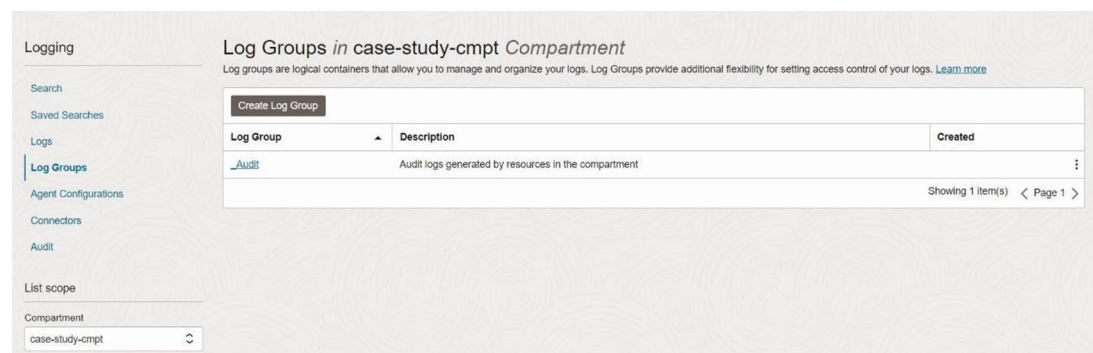 Logging
Search
Saved Searches
Logs
Log Groups
Agent Configurations
Connectors
Audit
List scope
Compartment
case-study-cmpt
Log Groups in case-study-cmpt Compartment
Log groups are logical containers that allow you to manage and organize your logs. Log Groups provide additional flexibility for setting access control of your logs. Learn more
Create Log Group
Log Group Description Created
_Audit Audit logs generated by resources in the compartment
Showing 1 item(s) < Page 1 >